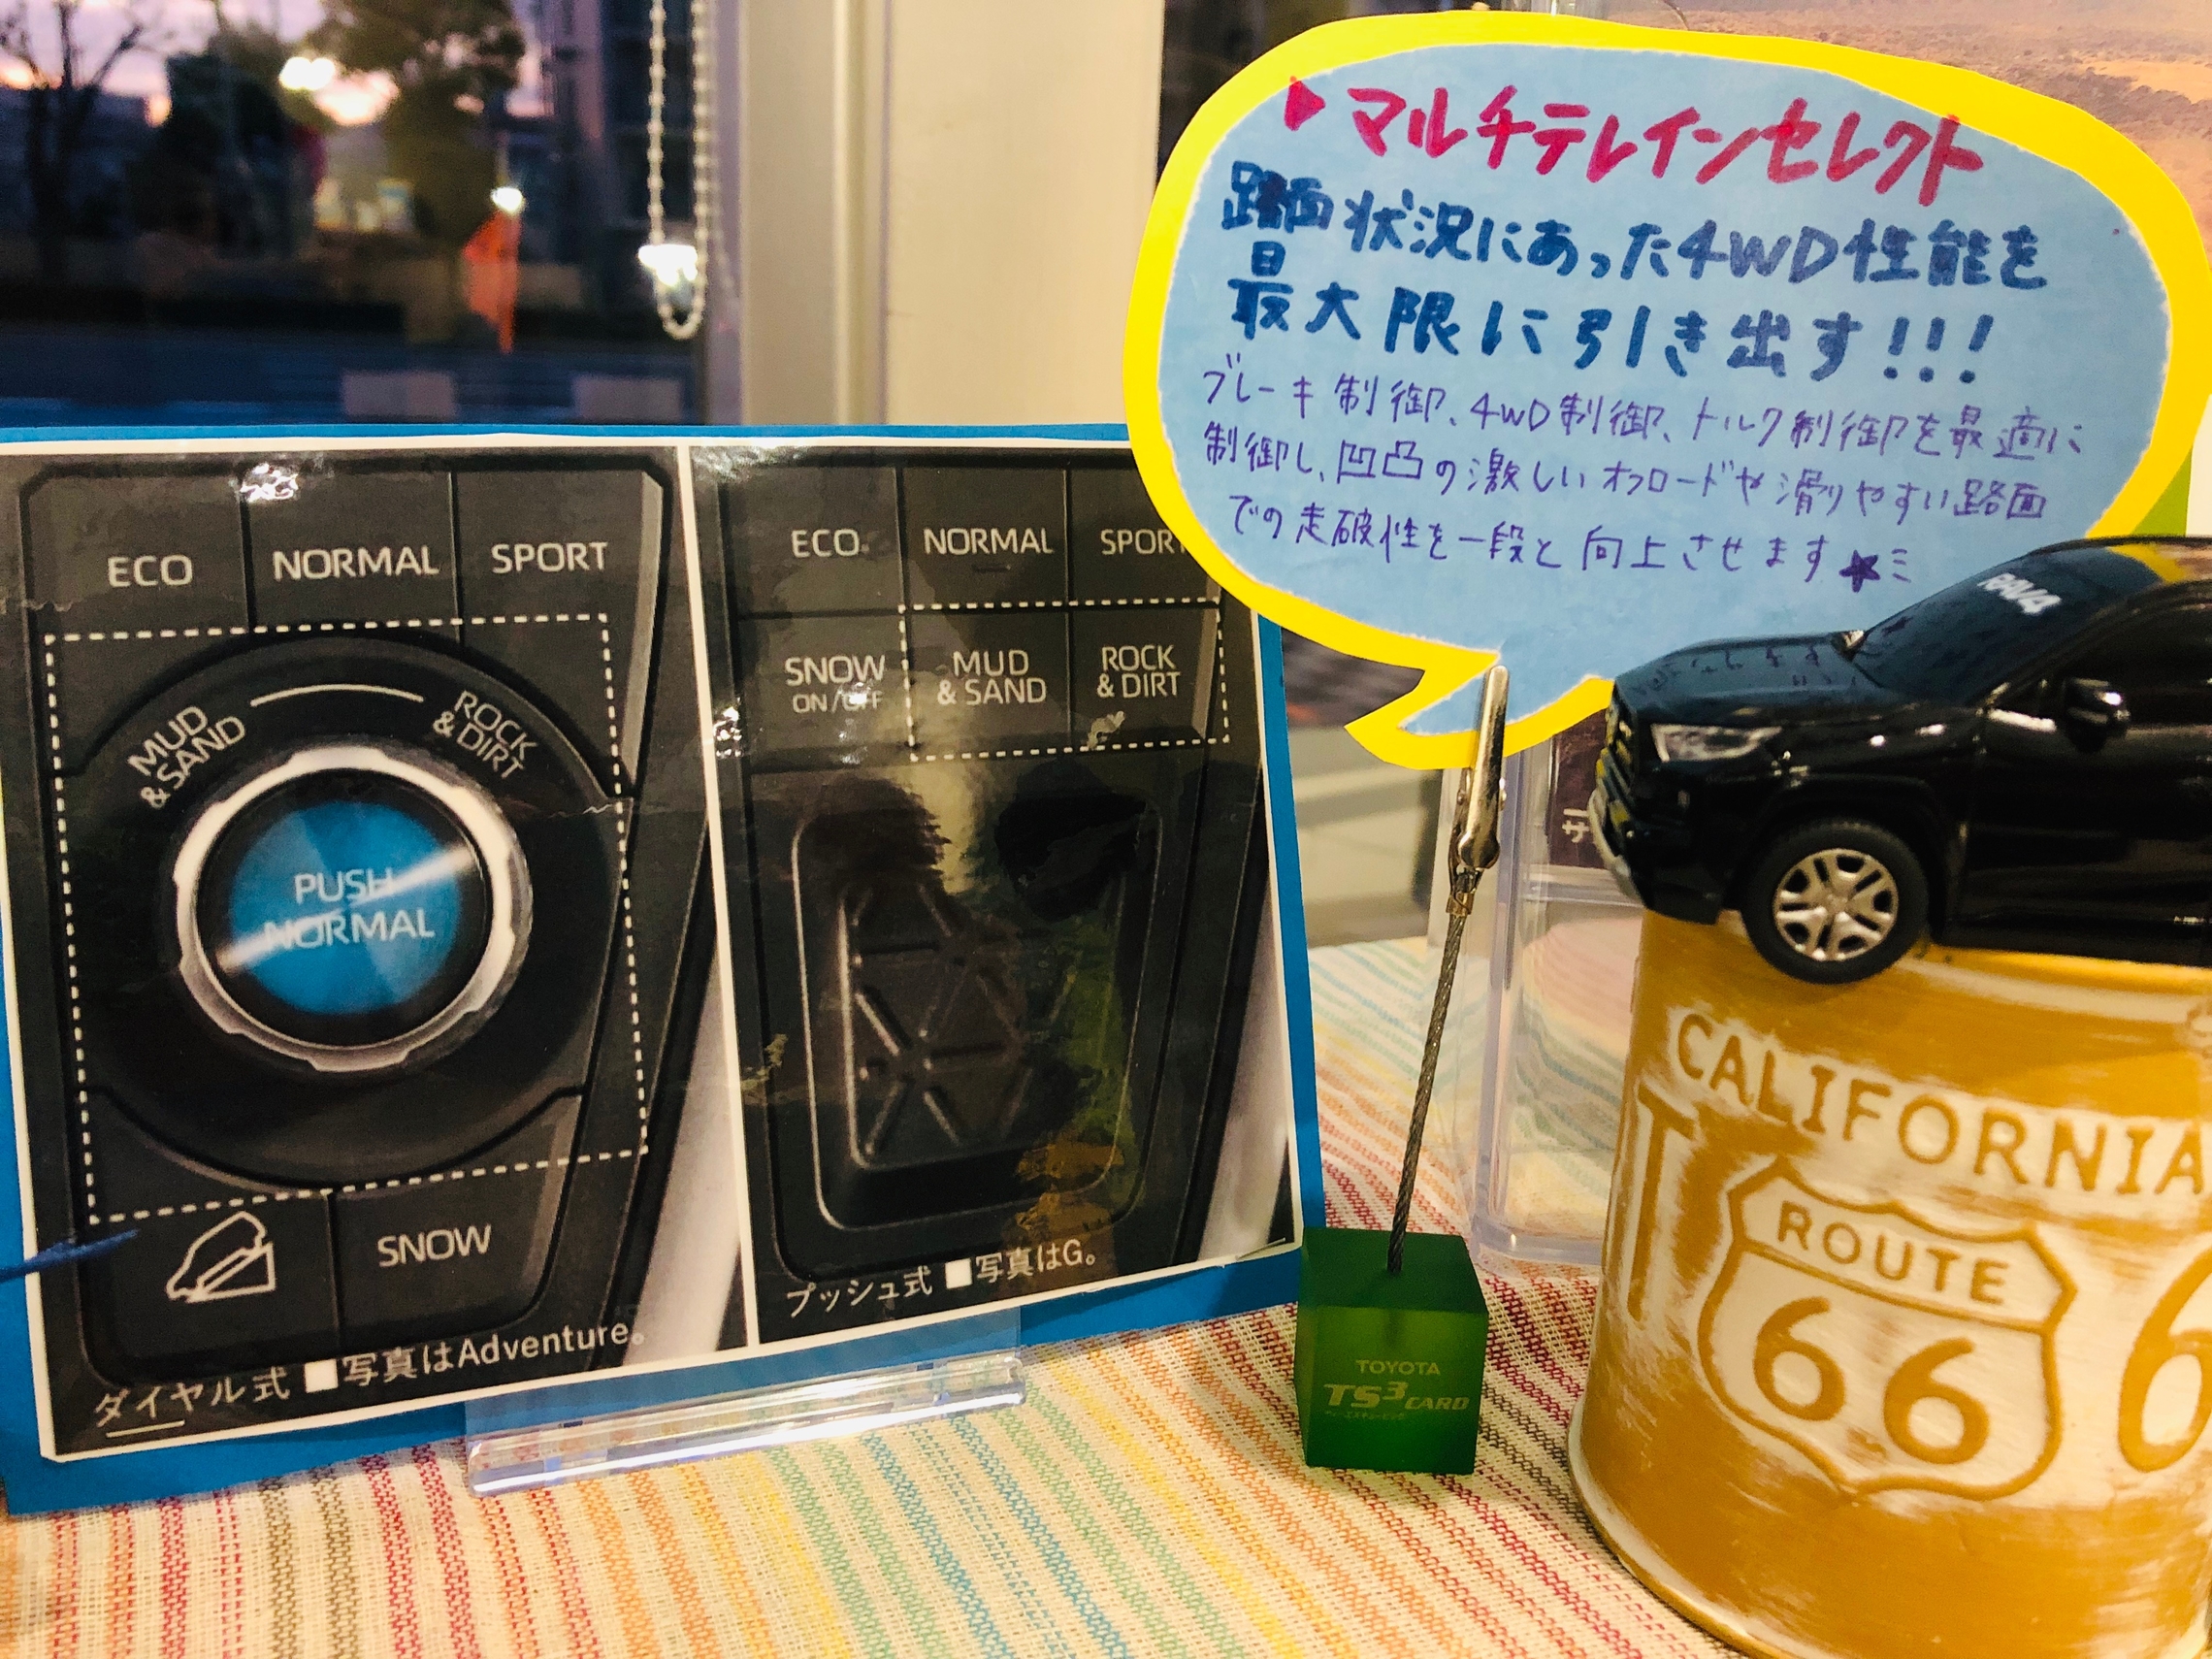 ▶マルチテレインセレクト
路面状況にあった4WD性能を
最大限に引き出す!!!
ブレーキ制御、4WD制御、トルク制御を最適に
制御し、凹凸の激しいオフロードや滑りやすい路面
での走破性を一段と向上させます★ミ
ECO NORMAL SPORT
MUD
& SAND
ROCK
& DIRT
PUSH
NORMAL
SNOW
ダイヤル式 ■写真はAdventure。
ECO NORMAL SPORT
SNOW
ON/OFF
MUD
& SAND
ROCK
& DIRT
プッシュ式 ■写真はG。
RAV4
TOYOTA
TS3 CARD
CALIFORNIA
ROUTE
66